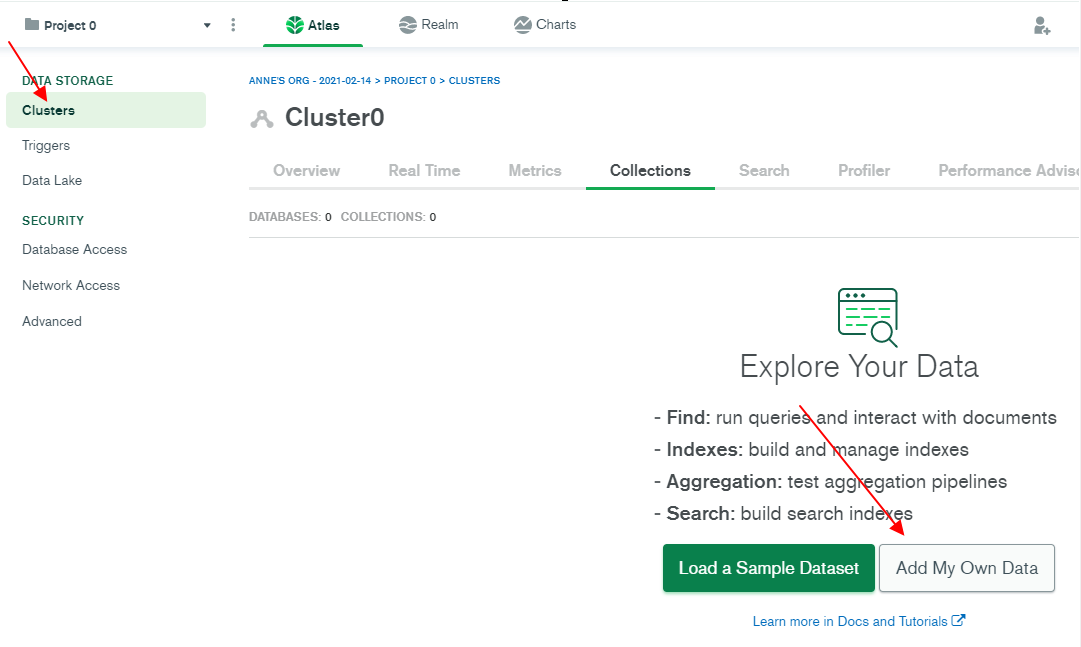 Project 0
Atlas
Realm
Charts
DATA STORAGE
Clusters
Triggers
Data Lake
SECURITY
Database Access
Network Access
Advanced
ANNE'S ORG - 2021-02-14 > PROJECT 0 > CLUSTERS
Cluster0
Overview Real Time Metrics Collections Search Profiler Performance Advis
DATABASES: 0 COLLECTIONS: 0
Explore Your Data
- Find: run queries and interact with documents
- Indexes: build and manage indexes
- Aggregation: test aggregation pipelines
- Search: build search indexes
Load a Sample Dataset
Add My Own Data
Learn more in Docs and Tutorials